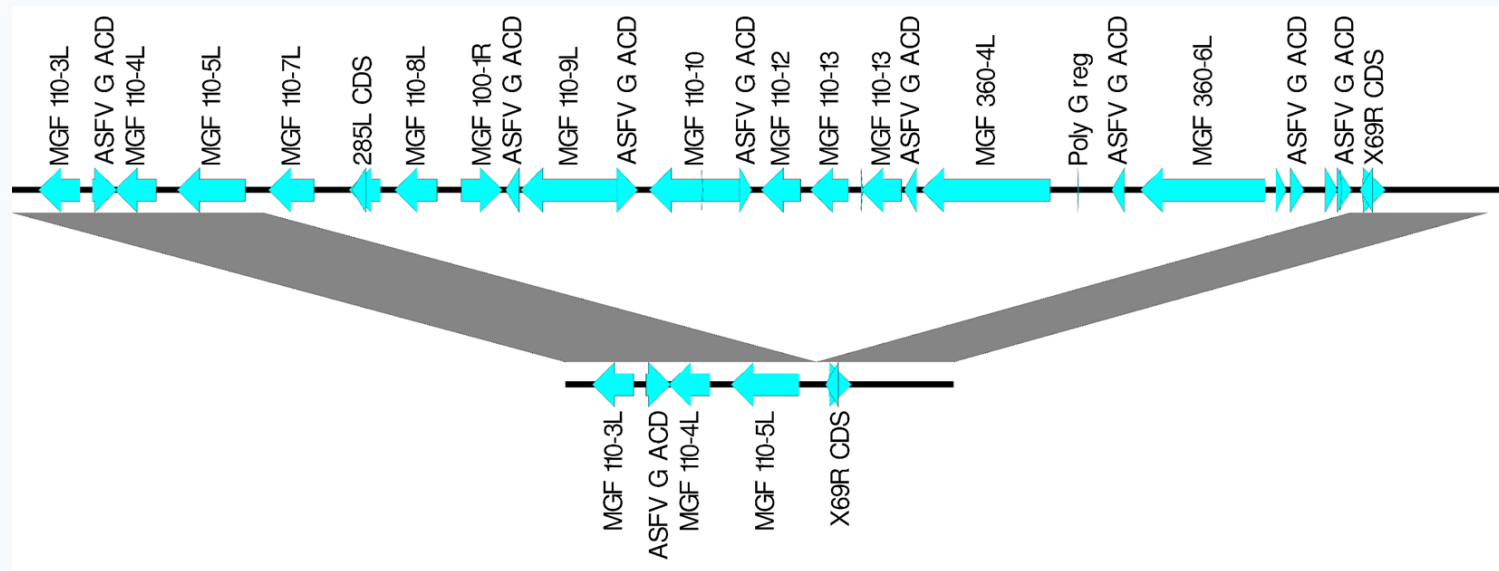 MGF 110-3L
ASFV G ACD
MGF 110-4L
MGF 110-5L
MGF 110-7L
285L CDS
MGF 110-8L
MGF 100-1R
ASFV G ACD
MGF 110-9L
ASFV G ACD
MGF 110-10
ASFV G ACD
MGF 110-12
MGF 110-13
MGF 110-13
ASFV G ACD
MGF 360-4L
Poly G reg
ASFV G ACD
MGF 360-6L
ASFV G ACD
ASFV G ACD
X69R CDS
MGF 110-3L
ASFV G ACD
MGF 110-4L
MGF 110-5L
X69R CDS